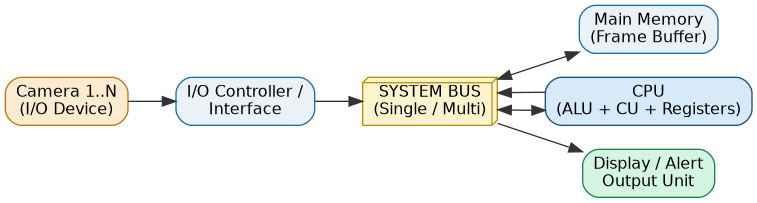 Camera 1..N
(I/O Device)
I/O Controller /
Interface
SYSTEM BUS
(Single / Multi)
Main Memory
(Frame Buffer)
CPU
(ALU + CU + Registers)
Display / Alert
Output Unit